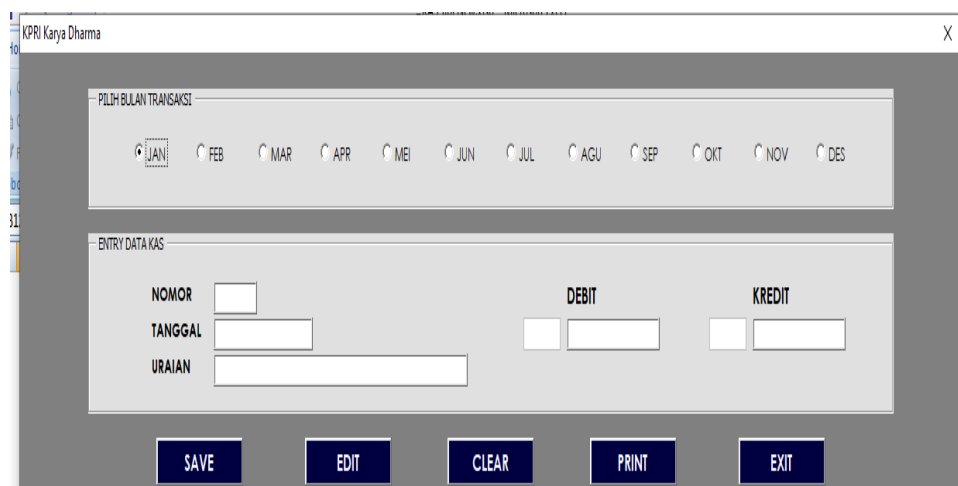 KPRI Karya Dharma
X
PILIH BULAN TRANSAKSI
JAN FEB MAR APR MEI JUN JUL AGU SEP OKT NOV DES
ENTRY DATA KAS
NOMOR DEBIT KREDIT
TANGGAL
URAIAN
SAVE EDIT CLEAR PRINT EXIT